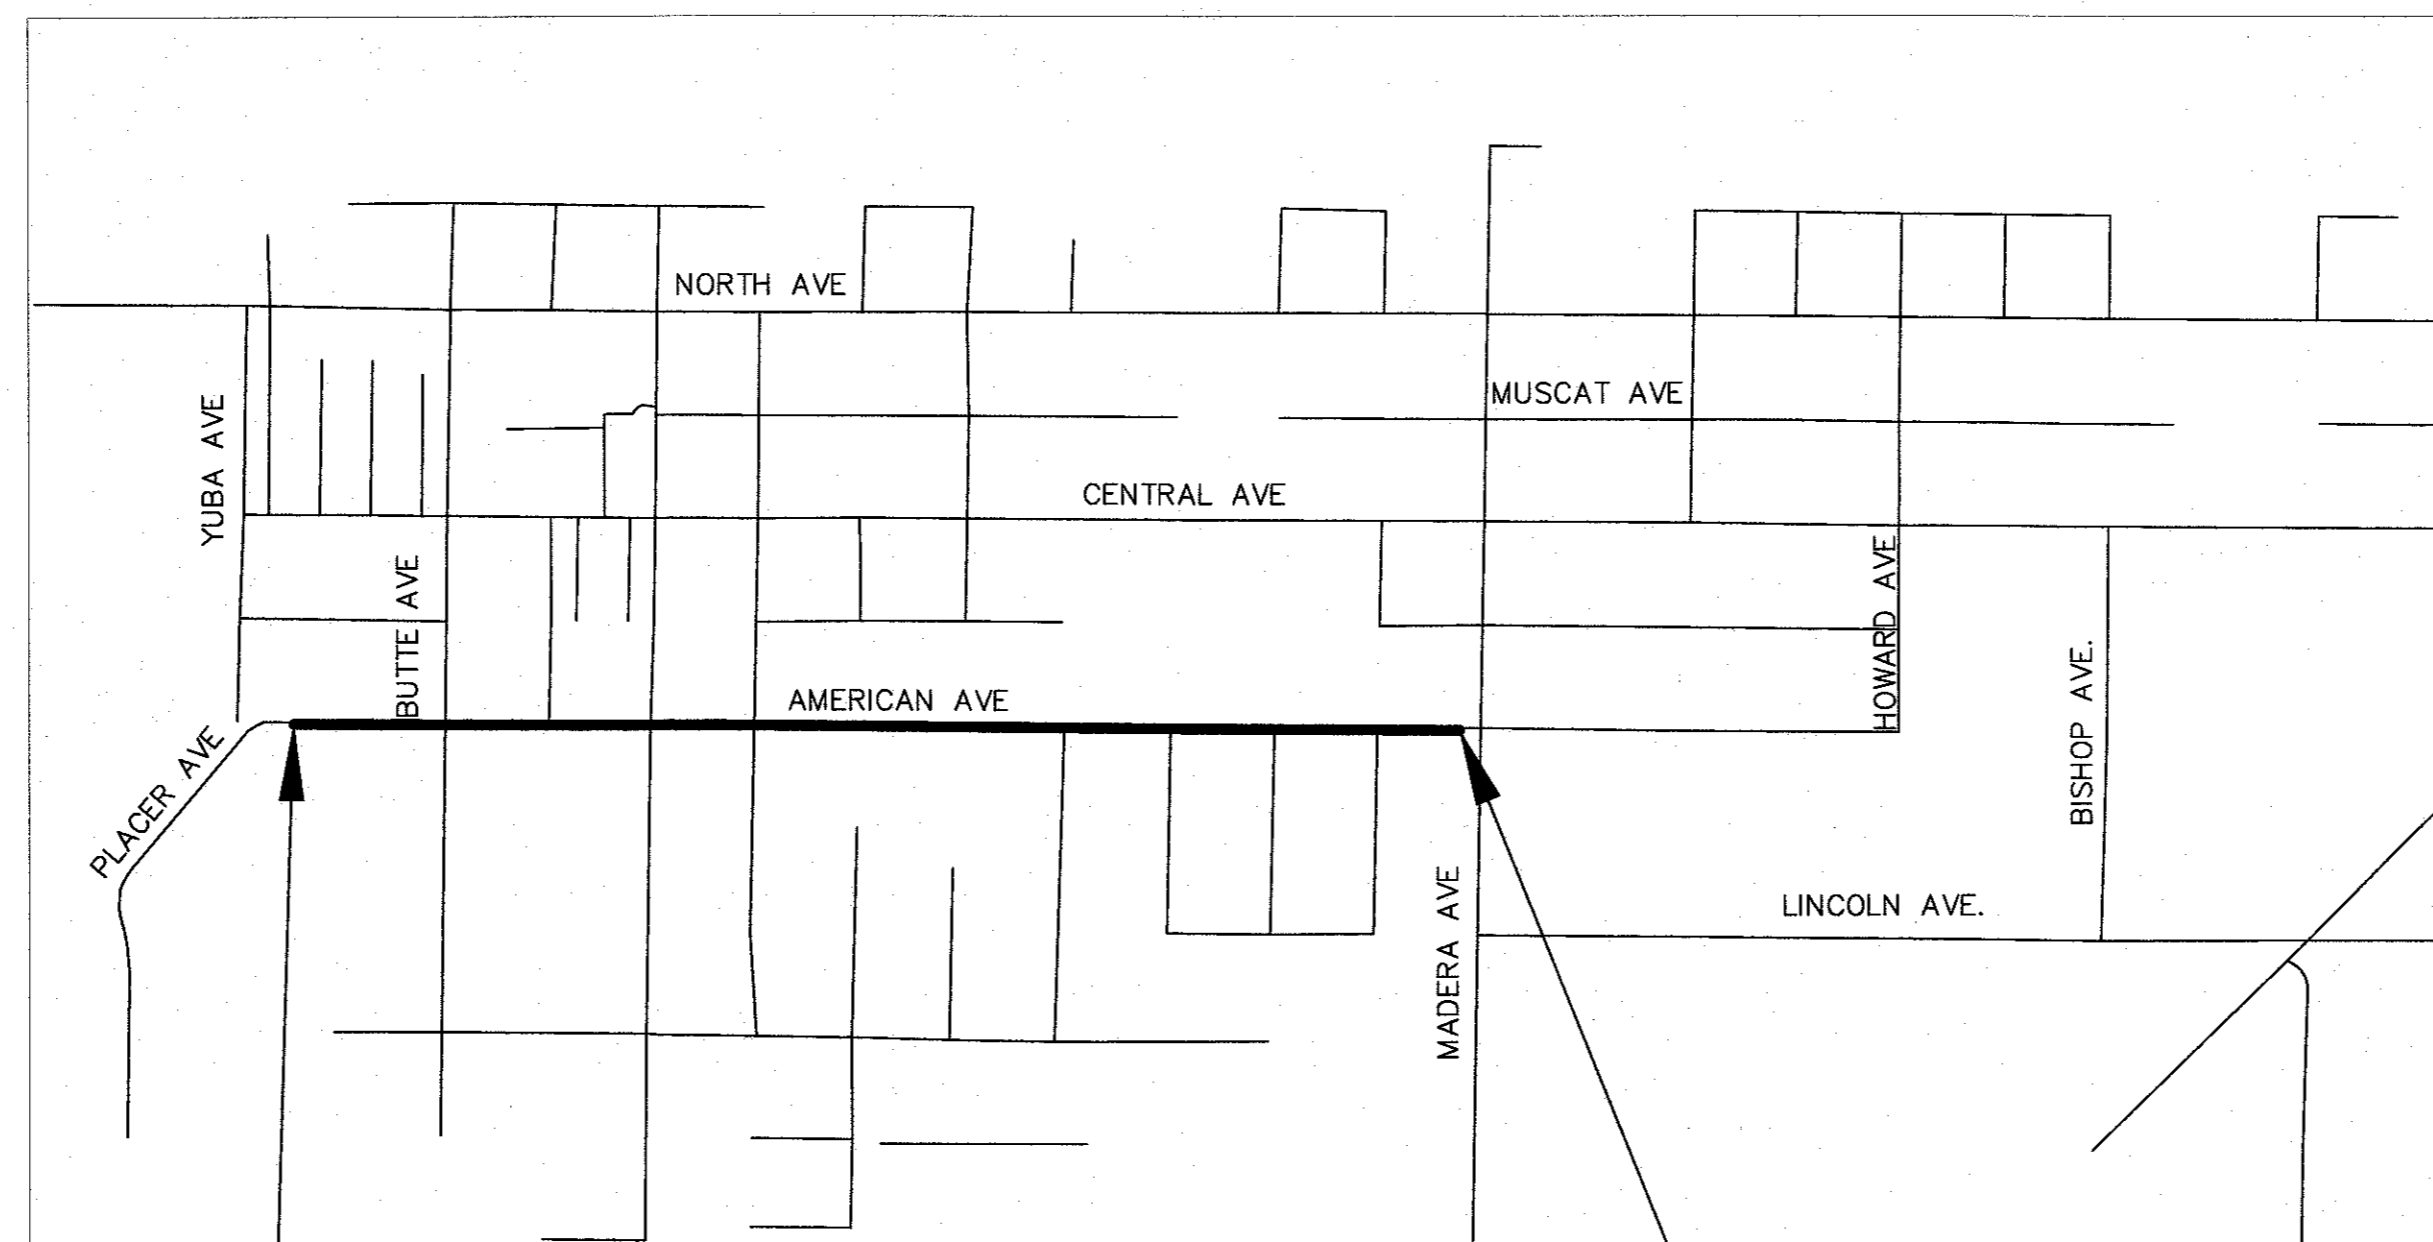 NORTH AVE
MUSCAT AVE
YUBA AVE
CENTRAL AVE
BUTTE AVE
HOWARD AVE
AMERICAN AVE
BISHOP AVE.
PLACER AVE
MADERA AVE
LINCOLN AVE.